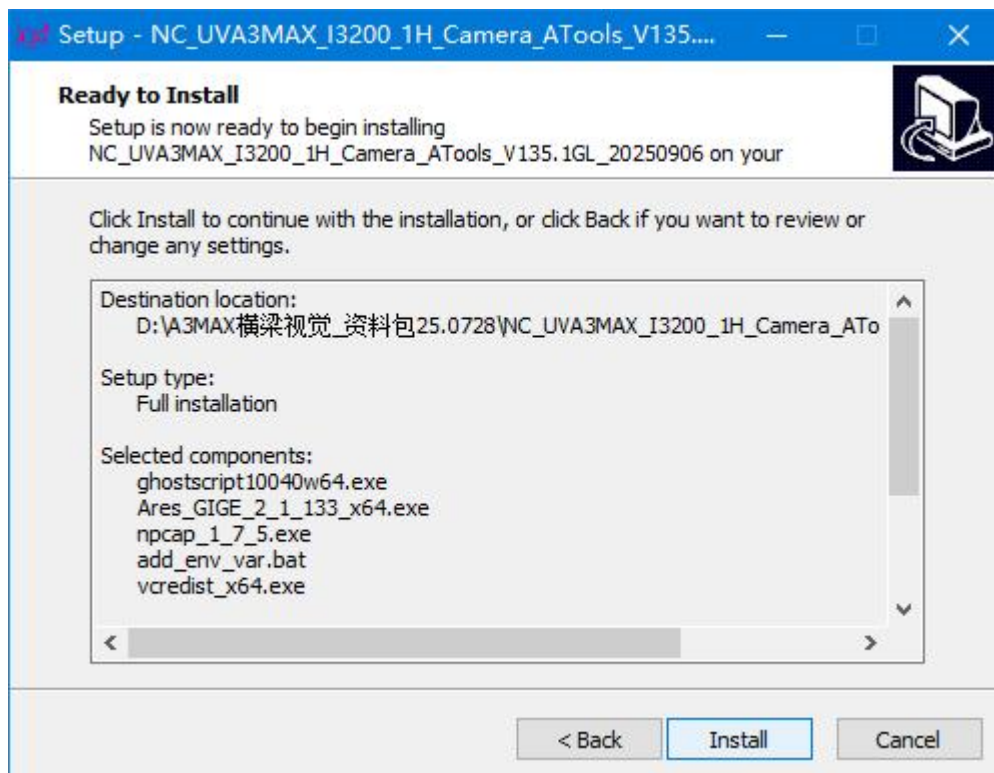 Setup - NC_UVA3MAX_I3200_1H_Camera_ATools_V135....
Ready to Install
Setup is now ready to begin installing
NC_UVA3MAX_I3200_1H_Camera_ATools_V135.1GL_20250906 on your
Click Install to continue with the installation, or click Back if you want to review or
change any settings.
Destination location:
D:\A3MAX横梁视觉_资料包25.0728\NC_UVA3MAX_I3200_1H_Camera_ATo
Setup type:
Full installation
Selected components:
ghostscript10040w64.exe
Ares_GIGE_2_1_133_x64.exe
npcap_1_7_5.exe
add_env_var.bat
vcredist_x64.exe
< Back
Install
Cancel